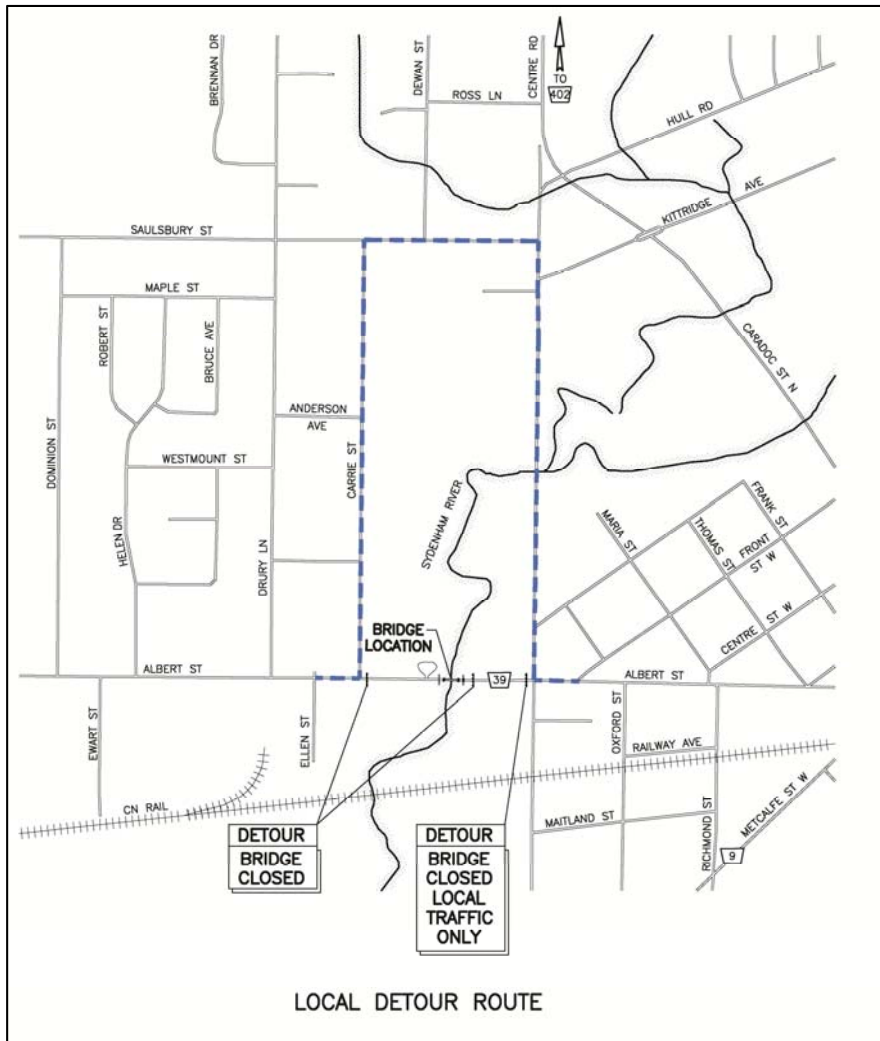 BRENNAN DR
DEWAN ST
CENTRE RD
TO
402
ROSS LN
HULL RD
KITTRIDGE AVE
SAULSBURY ST
MAPLE ST
ROBERT ST
BRUCE AVE
CARADOC ST N
ANDERSON
AVE
DOMINION ST
WESTMOUNT ST
CARRIE ST
SYDENHAM RIVER
HELEN DR
DRURY LN
MARIA ST
THOMAS ST
FRANK ST
FRONT
ST W
CENTRE ST W
BRIDGE
LOCATION
ALBERT ST
39
ALBERT ST
EWART ST
ELLEN ST
OXFORD ST
RAILWAY AVE
CN RAIL
MAITLAND ST
RICHMOND ST
METCALFE ST W
9
DETOUR
BRIDGE
CLOSED
DETOUR
BRIDGE
CLOSED
LOCAL
TRAFFIC
ONLY
LOCAL DETOUR ROUTE